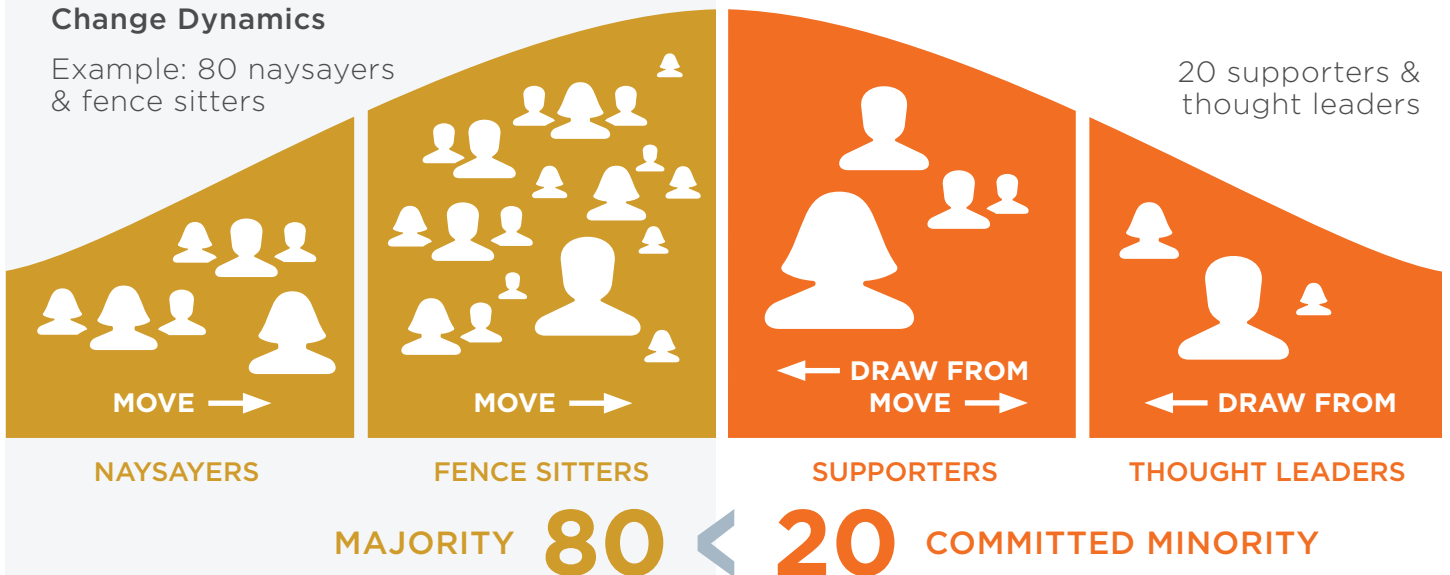 Change Dynamics
Example: 80 naysayers
& fence sitters
20 supporters &
thought leaders
MOVE →
MOVE →
← DRAW FROM
MOVE →
← DRAW FROM
NAYSAYERS
FENCE SITTERS
SUPPORTERS
THOUGHT LEADERS
MAJORITY 80 < 20 COMMITTED MINORITY